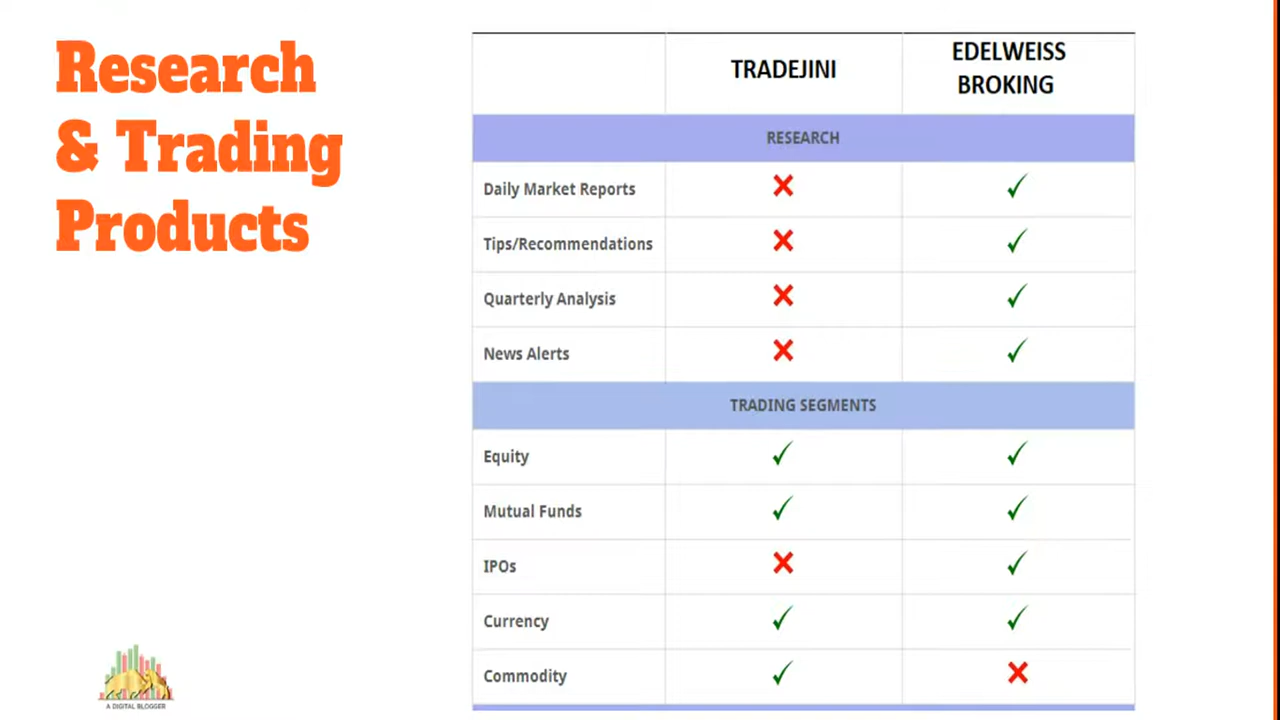 Research
& Trading
Products
TRADEJINI
EDELWEISS
BROKING
RESEARCH
Daily Market Reports
Tips/Recommendations
Quarterly Analysis
News Alerts
TRADING SEGMENTS
Equity
Mutual Funds
IPOs
Currency
Commodity
A DIGITAL BLOGGER